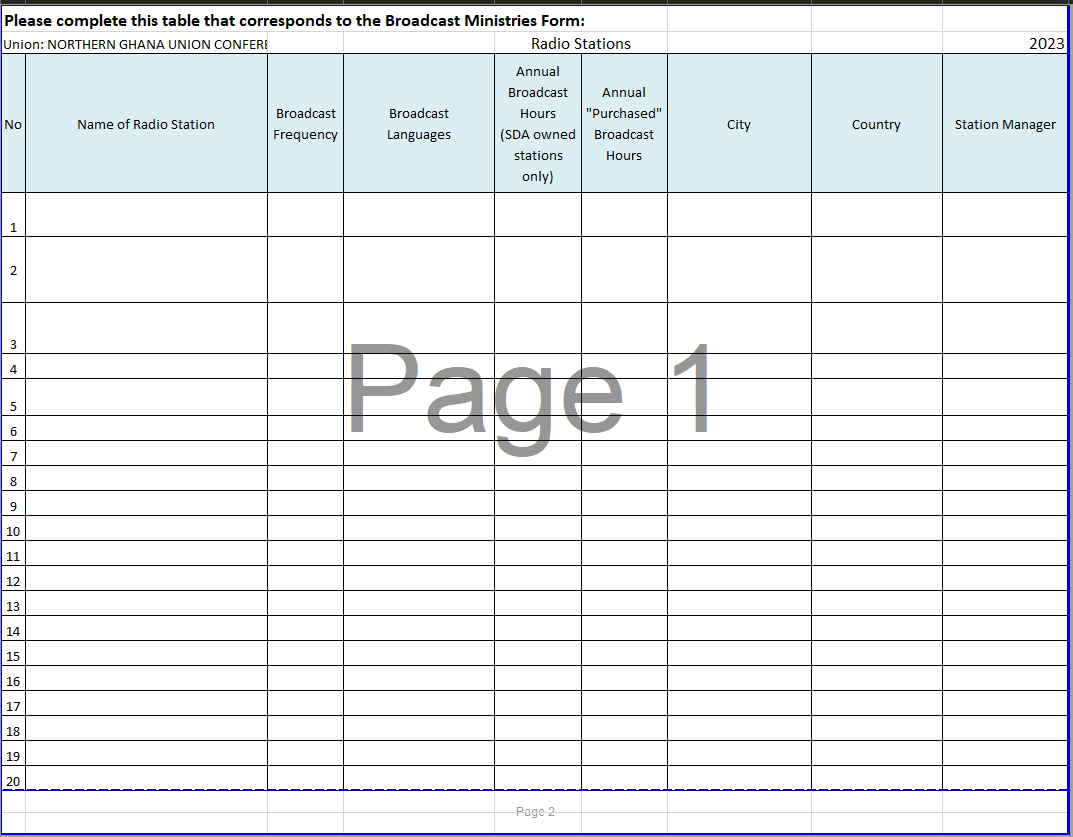 Please complete this table that corresponds to the Broadcast Ministries Form:
Union: NORTHERN GHANA UNION CONFERE Radio Stations 2023
No
Name of Radio Station
Broadcast
Frequency
Broadcast
Languages
Annual
Broadcast
Hours
(SDA owned
stations
only)
Annual
"Purchased"
Broadcast
Hours
City
Country
Station Manager
1
2
3
4
5
6
7
8
9
10
11
12
13
14
15
16
17
18
19
20
Page 1
Page 2